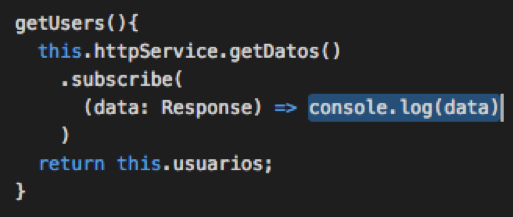 getUsers(){
this.httpService.getDatos()
.subscribe(
(data: Response) => console.log(data)
)
return this.usuarios;
}